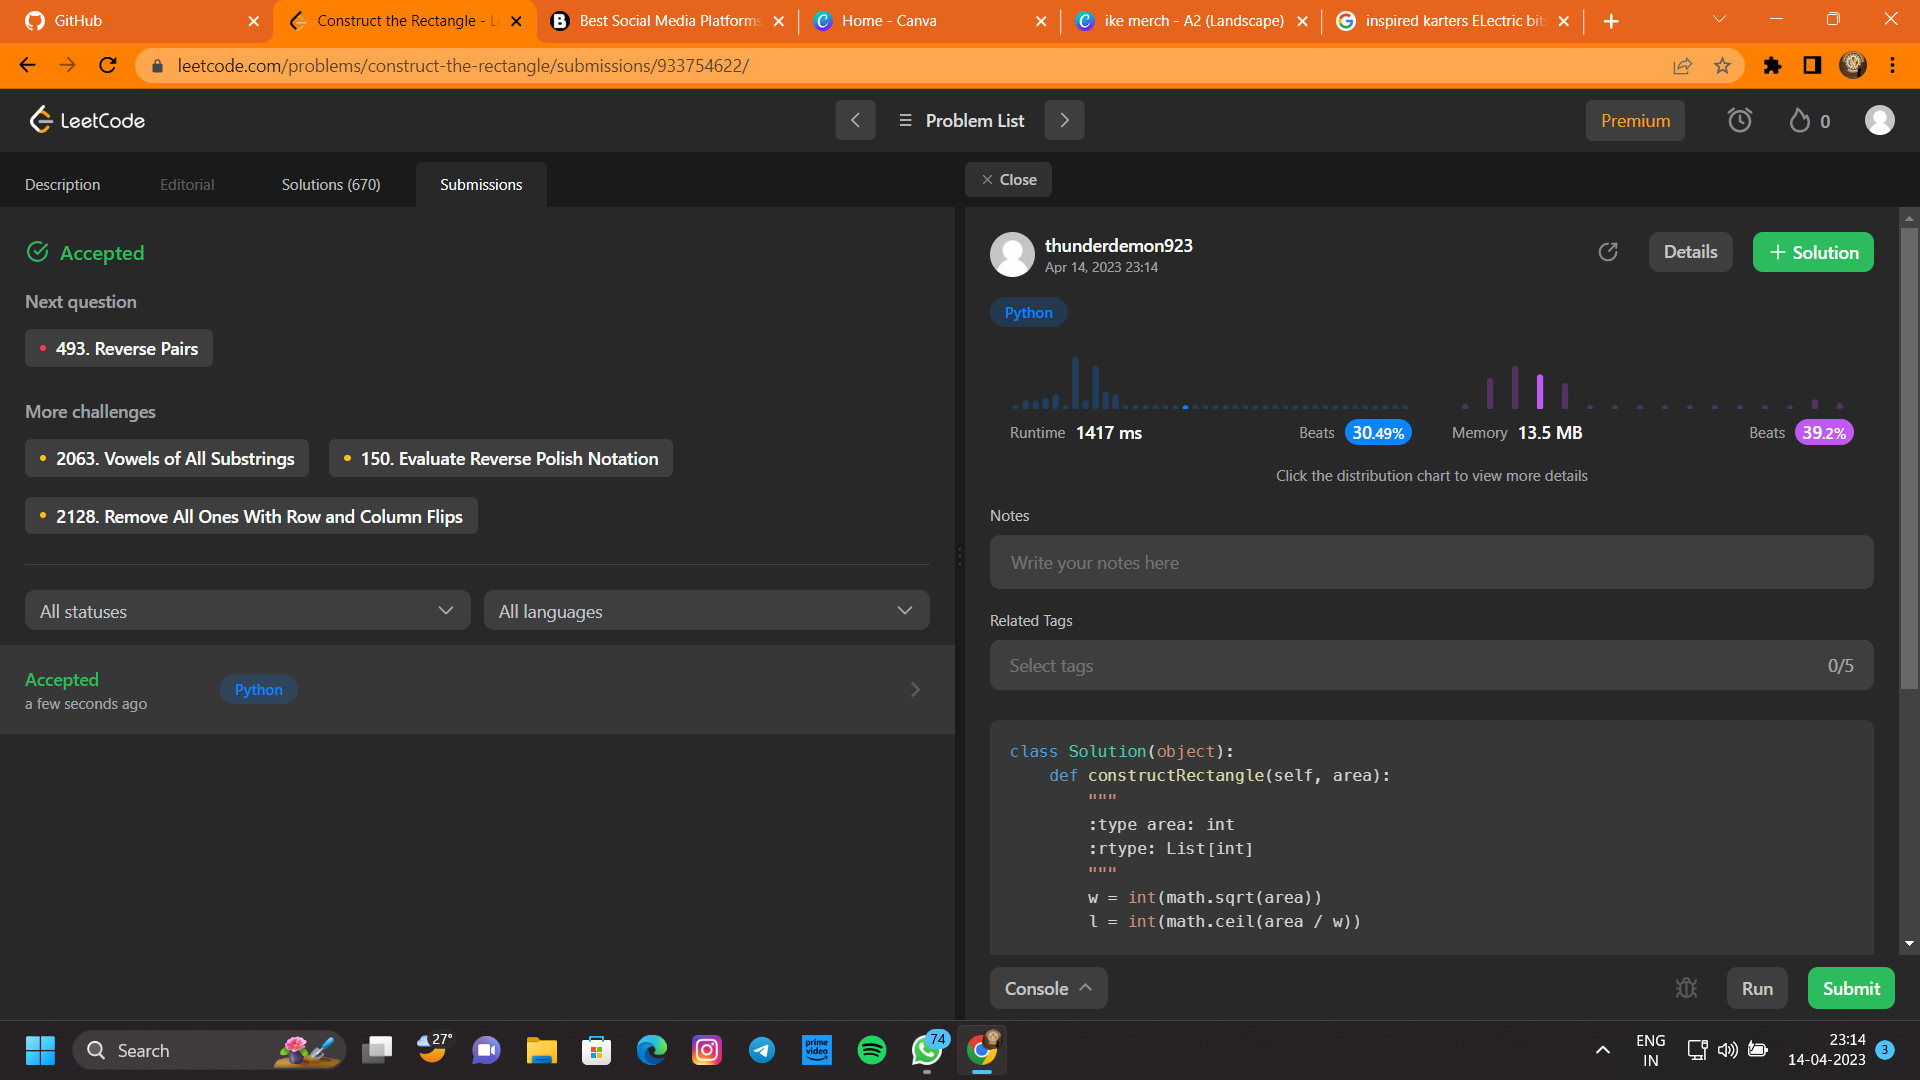 GitHub
Construct the Rectangle - L
Best Social Media Platforms
Home - Canva
ike merch - A2 (Landscape)
inspired karters ELectric bit
leetcode.com/problems/construct-the-rectangle/submissions/933754622/
LeetCode
Problem List
Premium
0
Description
Editorial
Solutions (670)
Submissions
Close
Accepted
Next question
493. Reverse Pairs
More challenges
2063. Vowels of All Substrings
150. Evaluate Reverse Polish Notation
2128. Remove All Ones With Row and Column Flips
All statuses
All languages
Accepted
a few seconds ago
Python
thunderdemon923
Apr 14, 2023 23:14
Details
+ Solution
Python
Runtime 1417 ms
Beats 30.49%
Memory 13.5 MB
Beats 39.2%
Click the distribution chart to view more details
Notes
Write your notes here
Related Tags
Select tags
0/5
class Solution(object):
def constructRectangle(self, area):
"""
:type area: int
:rtype: List[int]
"""
w = int(math.sqrt(area))
l = int(math.ceil(area / w))
Console
Run
Submit
Search
27°
prime video
74
ENG
IN
23:14
14-04-2023
3